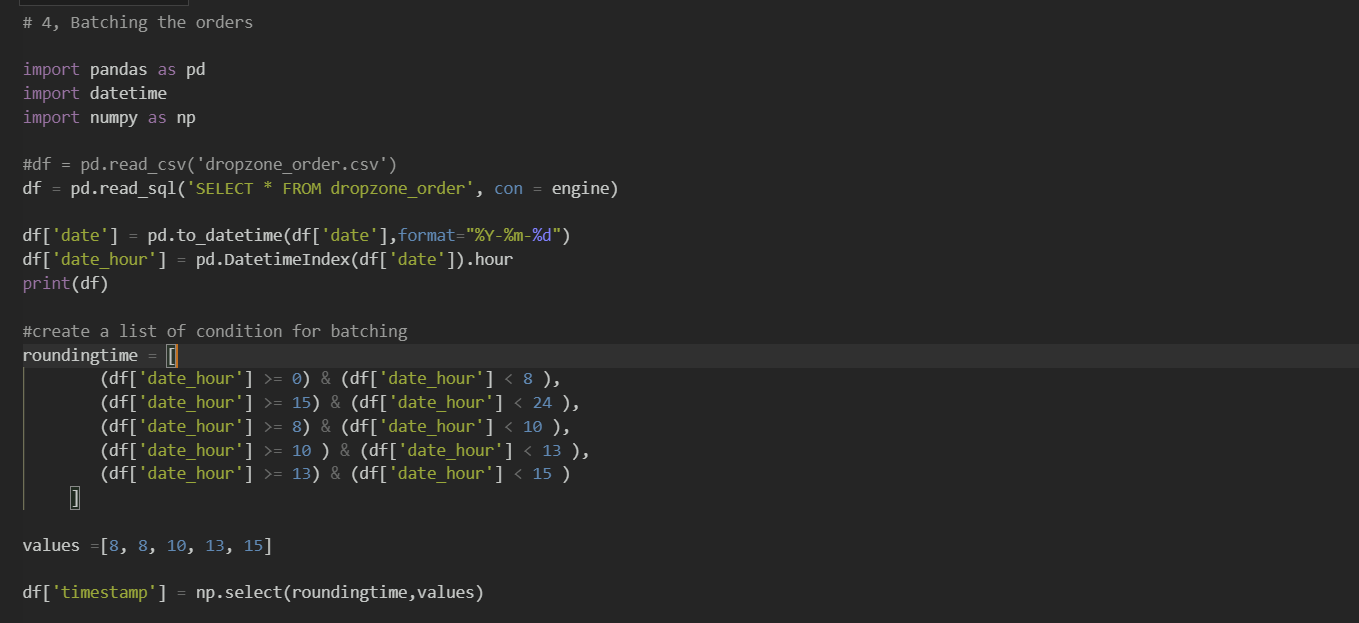 # 4, Batching the orders
import pandas as pd
import datetime
import numpy as np
#df = pd.read_csv('dropzone_order.csv')
df = pd.read_sql('SELECT * FROM dropzone_order', con = engine)
df['date'] = pd.to_datetime(df['date'],format="%Y-%m-%d")
df['date_hour'] = pd.DatetimeIndex(df['date']).hour
print(df)
#create a list of condition for batching
roundingtime = [
(df['date_hour'] >= 0) & (df['date_hour'] < 8 ),
(df['date_hour'] >= 15) & (df['date_hour'] < 24 ),
(df['date_hour'] >= 8) & (df['date_hour'] < 10 ),
(df['date_hour'] >= 10 ) & (df['date_hour'] < 13 ),
(df['date_hour'] >= 13) & (df['date_hour'] < 15 )
]
values =[8, 8, 10, 13, 15]
df['timestamp'] = np.select(roundingtime,values)